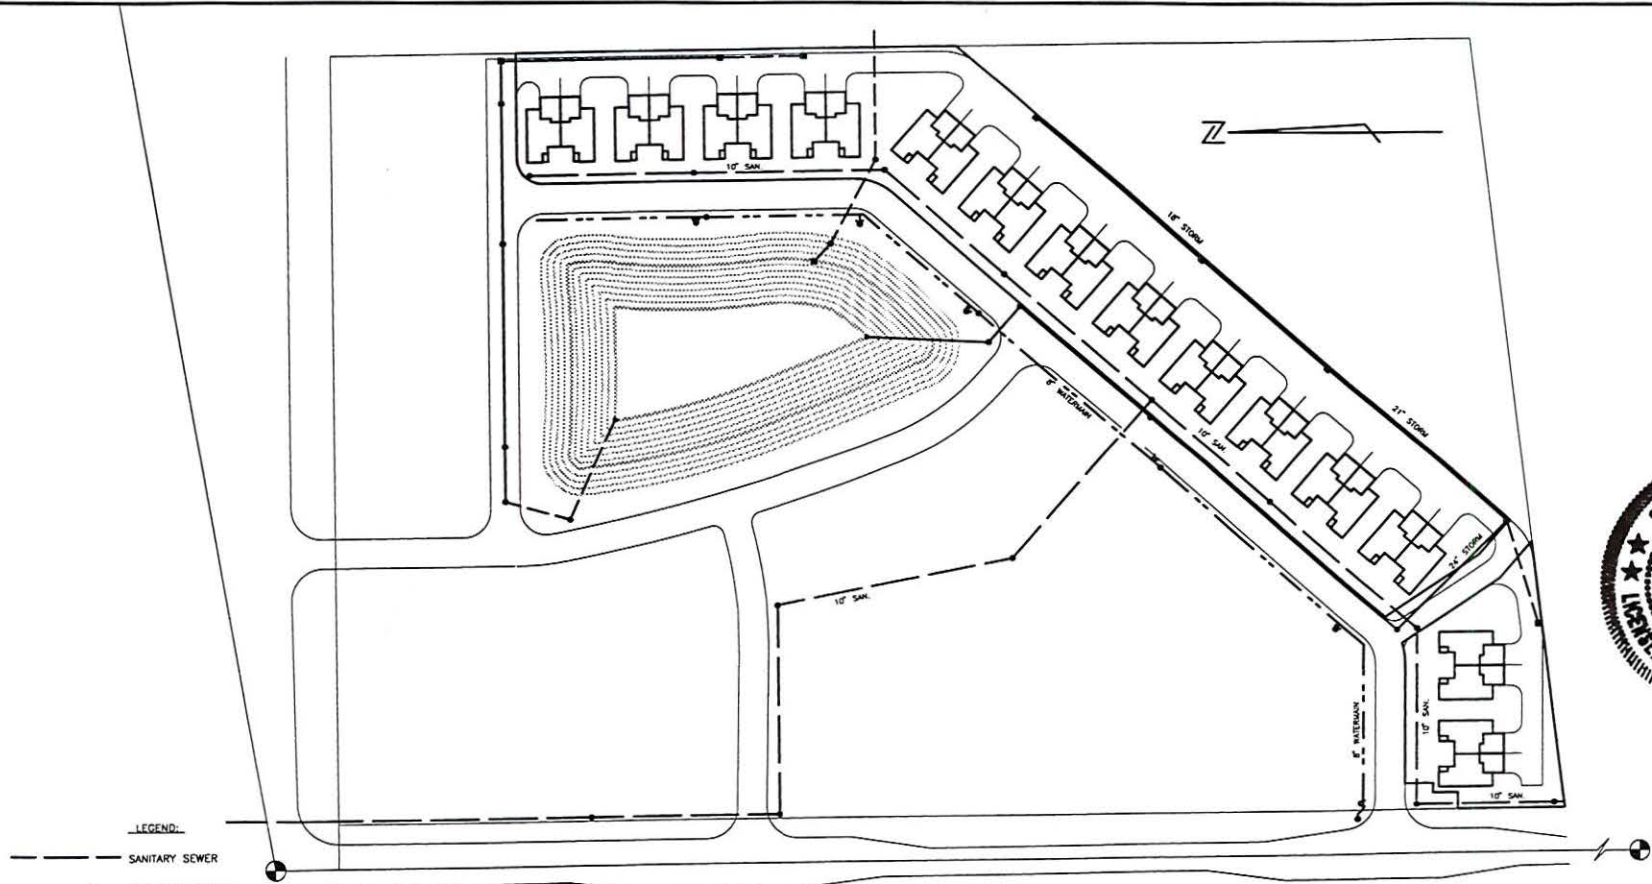 10" SAN.
Z
18" STORM
8" WATERMAIN
21" STORM
10" SAN.
24" STORM
10" SAN.
10" SAN.
8" WATERMAIN
10" SAN.
LEGEND:
SANITARY SEWER